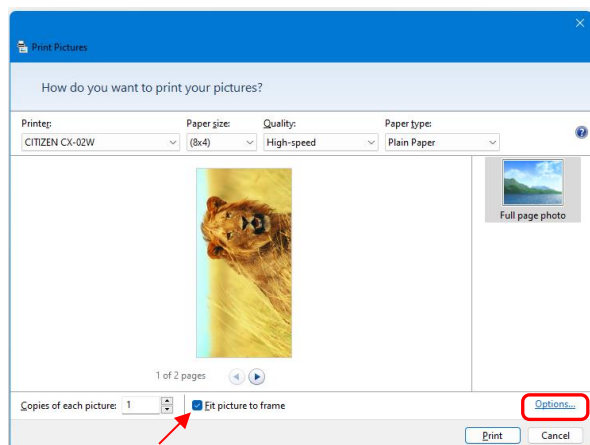 Print Pictures
How do you want to print your pictures?
Printer: Paper size: Quality: Paper type:
CITIZEN CX-02W (8x4) High-speed Plain Paper
Full page photo
1 of 2 pages
Copies of each picture: 1 Fit picture to frame Options...
Print Cancel